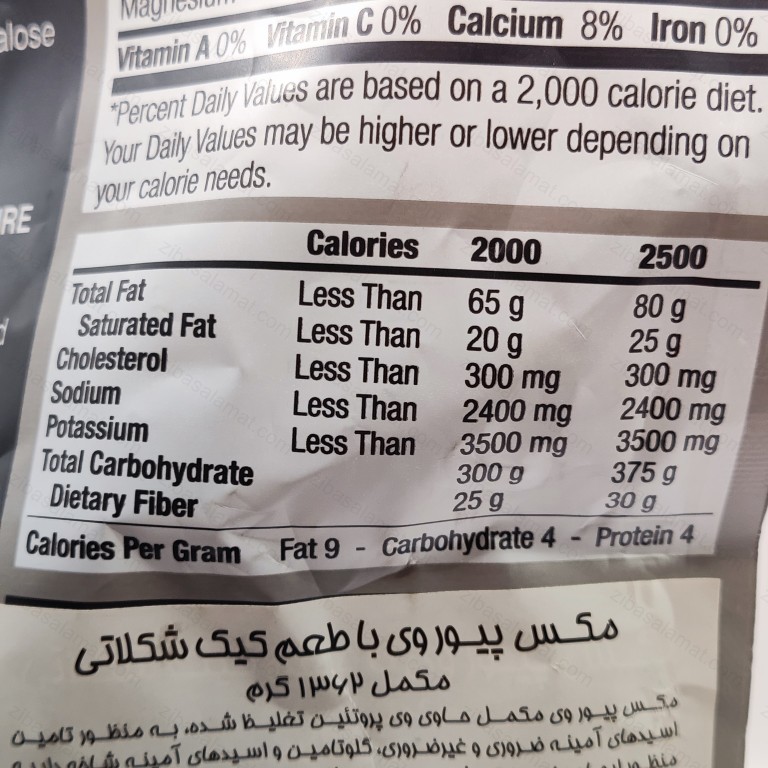 Magnesium
alose
Vitamin A 0% Vitamin C 0% Calcium 8% Iron 0%
*Percent Daily Values are based on a 2,000 calorie diet.
Your Daily Values may be higher or lower depending on
your calorie needs.
RE
Calories 2000 2500
Total Fat Less Than 65 g 80 g
Saturated Fat Less Than 20 g 25 g
Cholesterol Less Than 300 mg 300 mg
Sodium Less Than 2400 mg 2400 mg
Potassium Less Than 3500 mg 3500 mg
Total Carbohydrate 300 g 375 g
Dietary Fiber 25 g 30 g
Calories Per Gram Fat 9 - Carbohydrate 4 - Protein 4
مکس پیور وی با طعم کیک شکلاتی
مکمل ۱۳۶۲ گرم
مکس پیور وی مکمل حاوی وی پروتئین تغلیظ شده، به منظور تامین
اسیدهای آمینه ضروری و غیرضروری، گلوتامین و اسیدهای آمینه شاخه